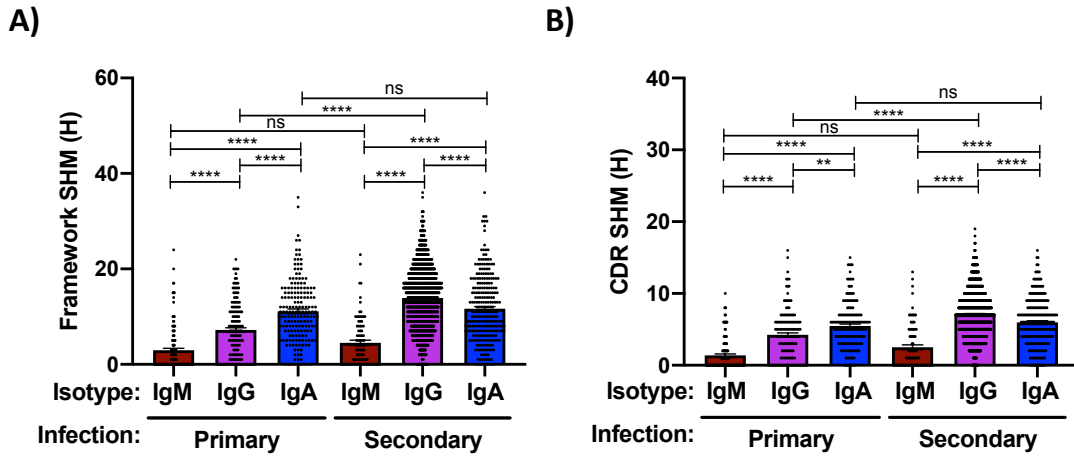 A)
Framework SHM (H)
60
40
20
0
ns
****
ns
**** ****
**** ****
**** ****
Isotype: IgM IgG IgA IgM IgG IgA
Infection: Primary Secondary
B)
CDR SHM (H)
40
30
20
10
0
ns
****
ns
**** ****
**** ** **** ****
Isotype: IgM IgG IgA IgM IgG IgA
Infection: Primary Secondary